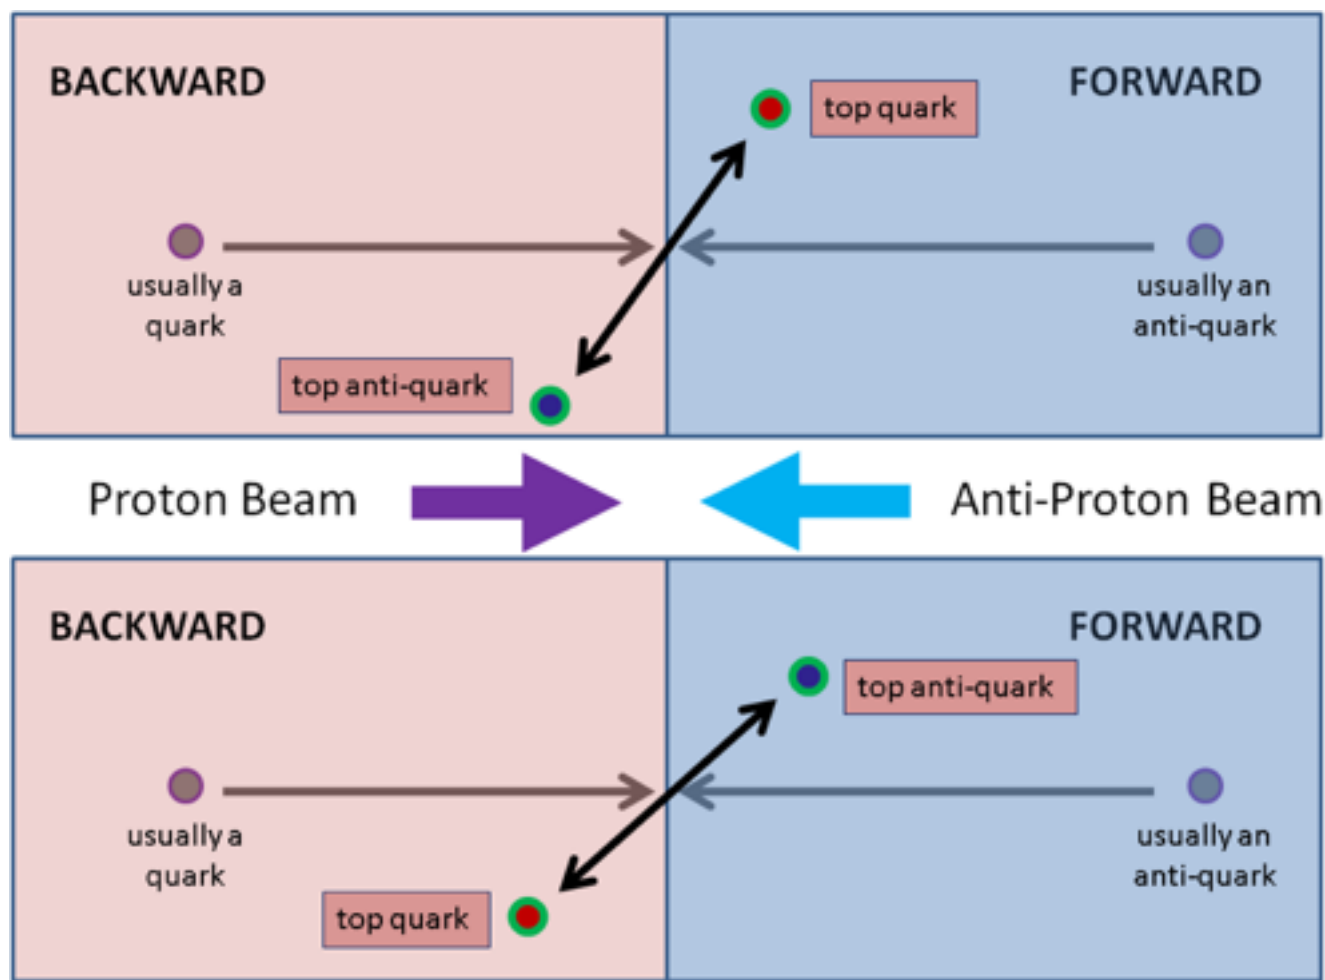 BACKWARD
FORWARD
top quark
usually a
quark
usually an
anti-quark
top anti-quark
Proton Beam
Anti-Proton Beam
BACKWARD
FORWARD
top anti-quark
usually a
quark
usually an
anti-quark
top quark